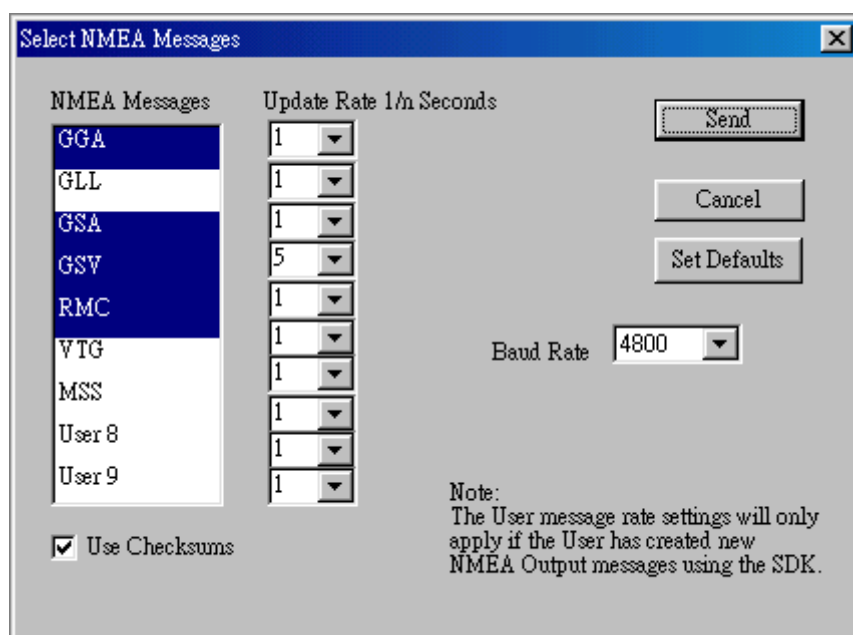 Select NMEA Messages
NMEA Messages
Update Rate 1/n Seconds
GGA
1
GLL
1
GSA
1
GSV
5
RMC
1
VTG
1
MSS
1
User 8
1
User 9
1
1
Use Checksums
Send
Cancel
Set Defaults
Baud Rate
4800
Note:
The User message rate settings will only
apply if the User has created new
NMEA Output messages using the SDK.